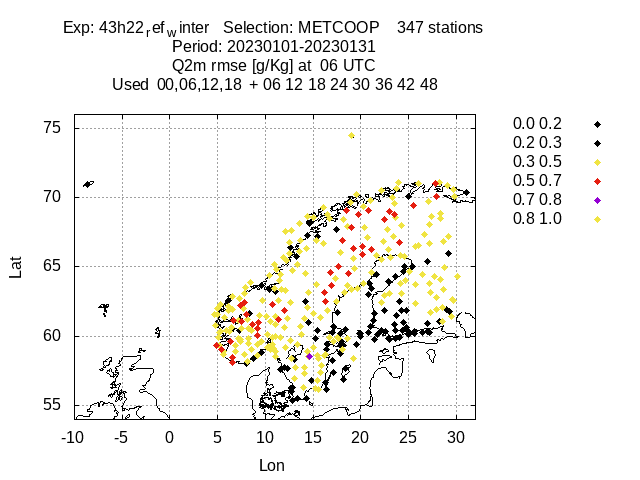 Exp: 43h22refwinter Selection: METCOOP 347 stations
Period: 20230101-20230131
Q2m rmse [g/Kg] at 06 UTC
Used 00,06,12,18 + 06 12 18 24 30 36 42 48
75
70
65
60
55
Lat
-10 -5 0 5 10 15 20 25 30
Lon
0.0 0.2
0.2 0.3
0.3 0.5
0.5 0.7
0.7 0.8
0.8 1.0